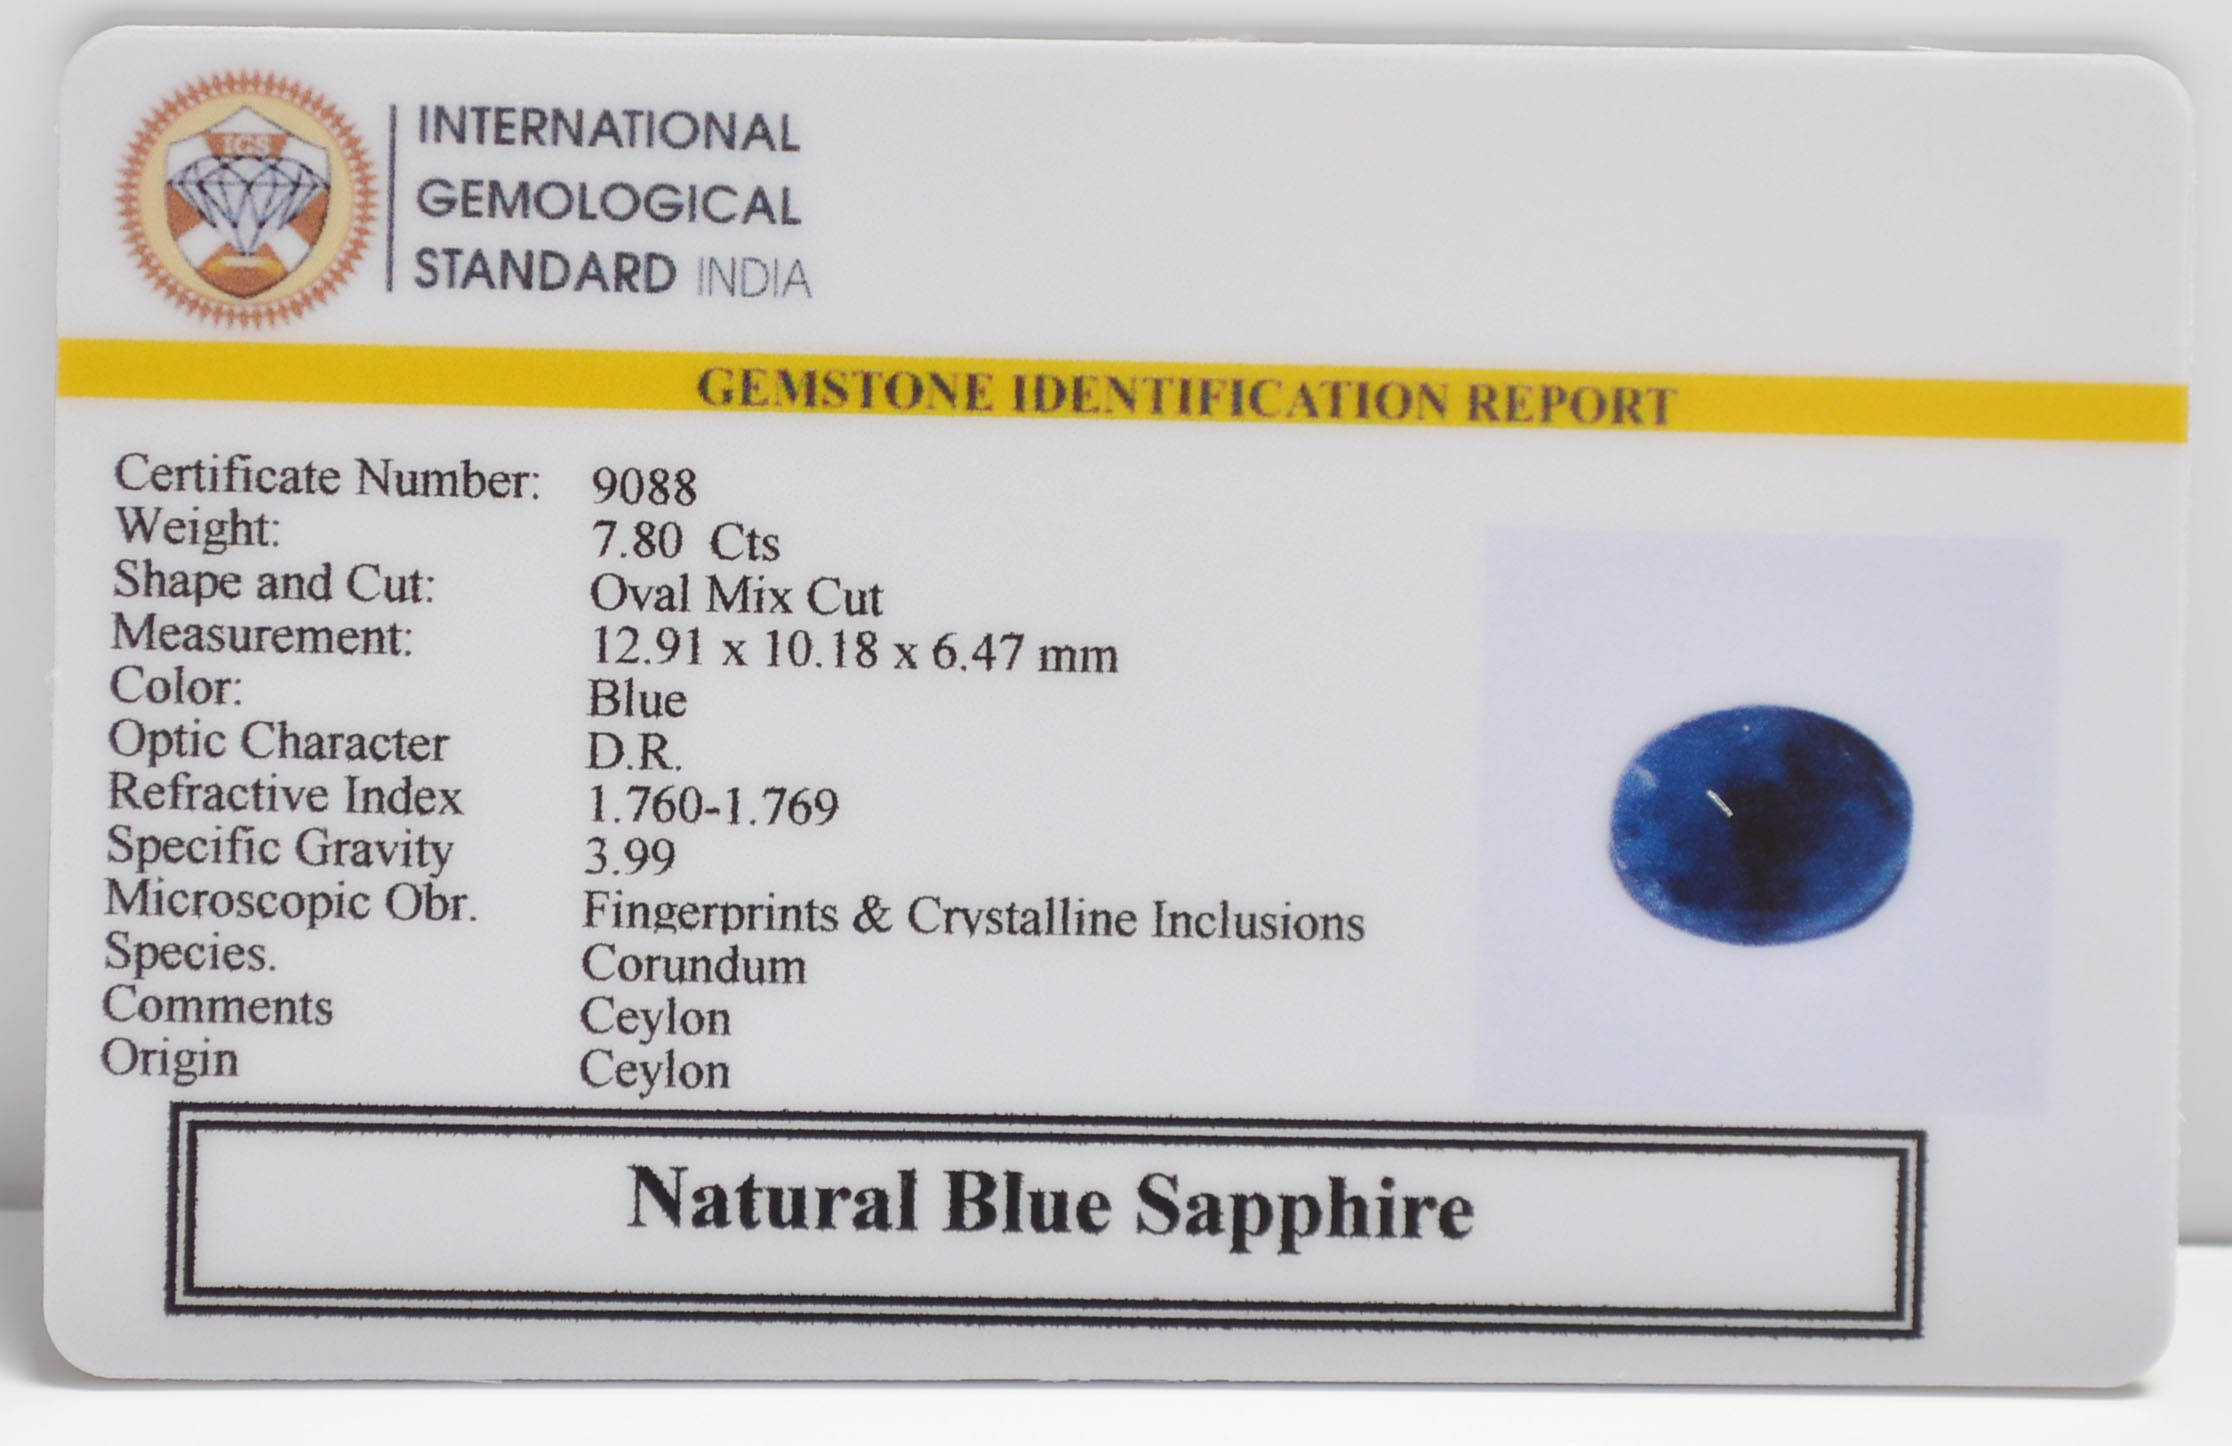 IGS
INTERNATIONAL
GEMOLOGICAL
STANDARD INDIA
GEMSTONE IDENTIFICATION REPORT
Certificate Number: 9088
Weight: 7.80 Cts
Shape and Cut: Oval Mix Cut
Measurement: 12.91 x 10.18 x 6.47 mm
Color: Blue
Optic Character D.R.
Refractive Index 1.760-1.769
Specific Gravity 3.99
Microscopic Obr. Fingerprints & Crystalline Inclusions
Species. Corundum
Comments Ceylon
Origin Ceylon
Natural Blue Sapphire